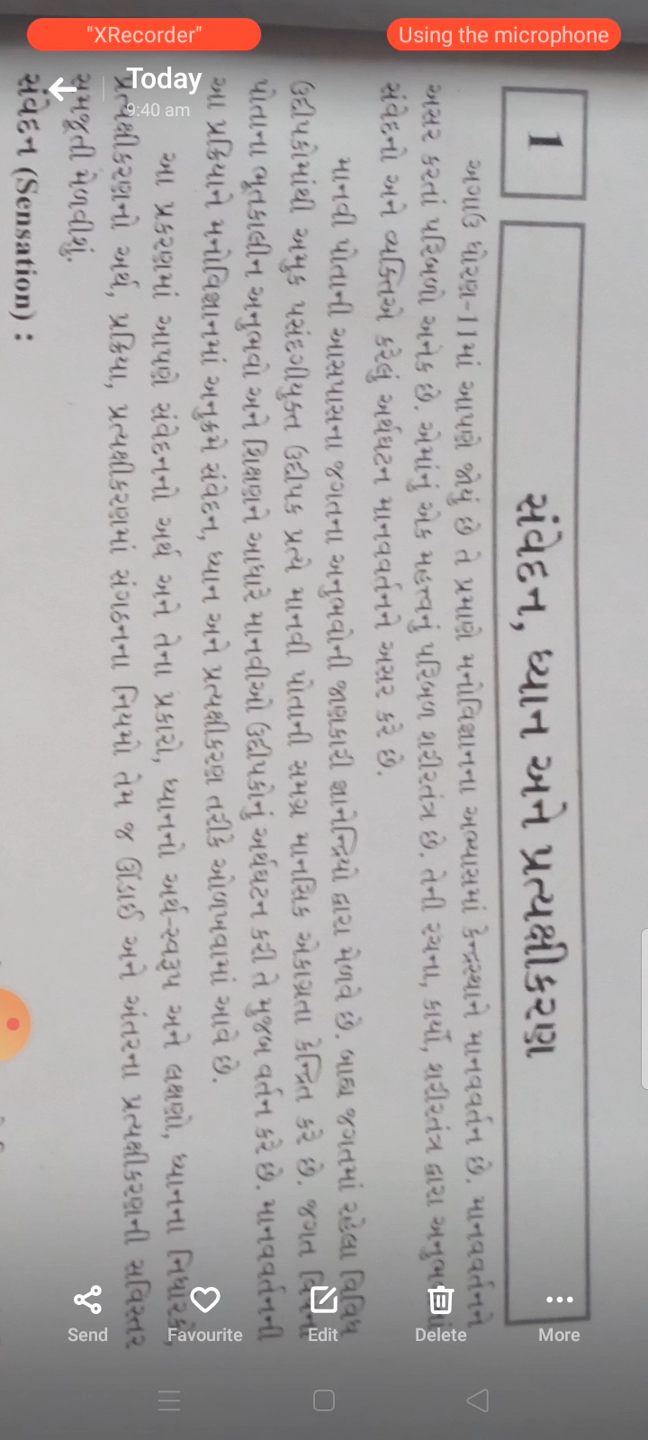 "XRecorder"
Using the microphone
Today
9:40 am
1
સંવેદન, ધ્યાન અને પ્રત્યક્ષીકરણ
અગાઉ ધોરણ-11માં આપણે જોયું છે તે પ્રમાણે મનોવિજ્ઞાનના અભ્યાસમાં કેન્દ્રસ્થાને માનવવર્તન છે. માનવવર્તનને
અસર કરતાં પરિબળો અનેક છે. એમાંનું એક મહત્ત્વનું પરિબળ શરીરતંત્ર છે. તેની રચના, કાર્યો, શરીરતંત્ર દ્વારા
સંવેદનો અને વ્યક્તિએ કરેલું અર્થઘટન માનવવર્તનને અસર કરે છે.
માનવી પોતાની આસપાસના જગતના અનુભવોની જાણકારી જ્ઞાનેન્દ્રિયો દ્વારા મેળવે છે. બાહ્ય જગતમાં રહેલા વિવિધ
ઉદ્દીપકોમાંથી અમુક પસંદગીયુક્ત ઉદ્દીપક પ્રત્યે માનવી પોતાની સમગ્ર માનસિક એકાગ્રતા કેન્દ્રિત કરે છે. જગત
પોતાના ભૂતકાલીન અનુભવો અને શિક્ષણને આધારે માનવીઓ ઉદ્દીપકોનું અર્થઘટન કરી તે મુજબ વર્તન કરે છે. માનવવર્તનની
આ પ્રક્રિયાને મનોવિજ્ઞાનમાં અનુક્રમે સંવેદન, ધ્યાન અને પ્રત્યક્ષીકરણ તરીકે ઓળખવામાં આવે છે.
આ પ્રકરણમાં આપણે સંવેદનનો અર્થ અને તેના પ્રકારો, ધ્યાનનો અર્થ-સ્વરૂપ અને લક્ષણો, ધ્યાનના નિર્ધારકો,
પ્રત્યક્ષીકરણનો અર્થ, પ્રક્રિયા, પ્રત્યક્ષીકરણમાં સંગઠનના નિયમો તેમ જ ઊંડાઈ અને અંતરના પ્રત્યક્ષીકરણની સવિસ્તર
સમજૂતી મેળવીશું.
સંવેદન (Sensation) :
Send
Favourite
Edit
Delete
More